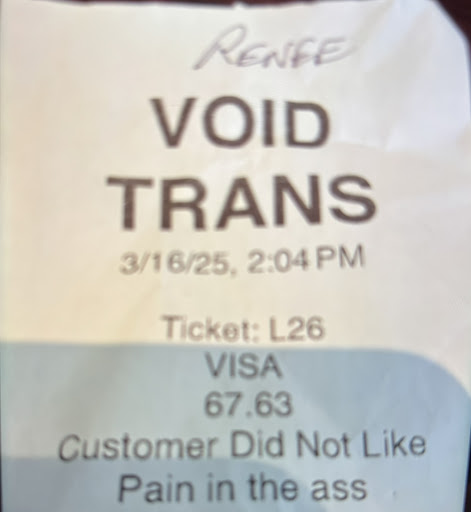 RENEE
VOID
TRANS
3/16/25, 2:04 PM
Ticket: L26
VISA
67.63
Customer Did Not Like
Pain in the ass